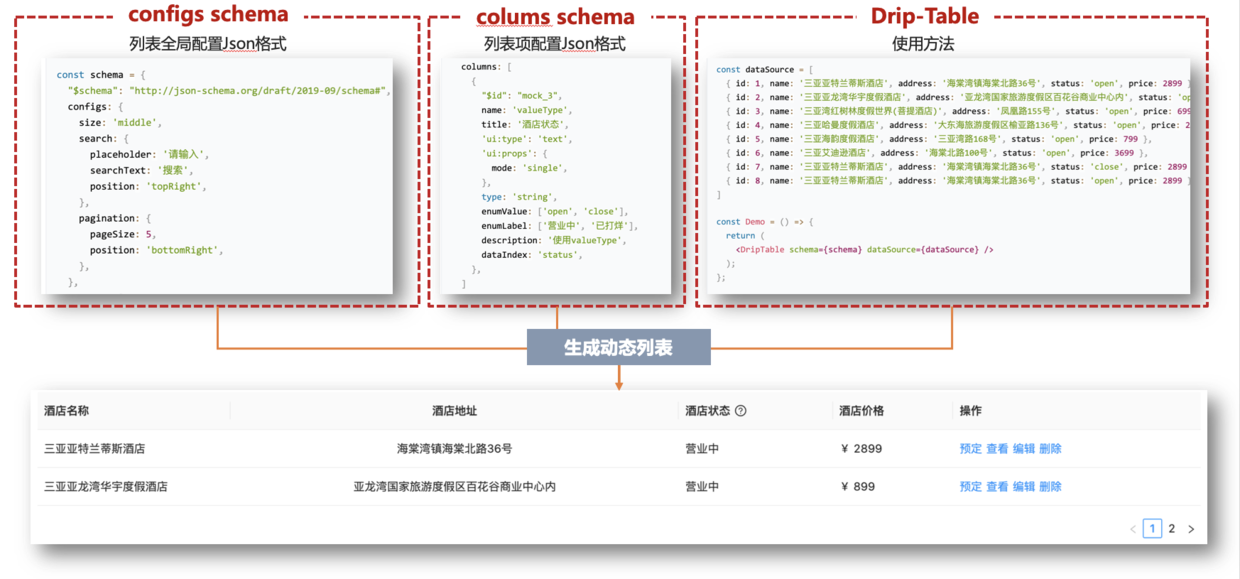 configs schema
列表全局配置Json格式
const schema = {
"$schema": "http://json-schema.org/draft/2019-09/schema#",
configs: {
size: 'middle',
search: {
placeholder: '请输入',
searchText: '搜索',
position: 'topRight',
},
pagination: {
pageSize: 5,
position: 'bottomRight',
},
},
colums schema
列表项配置Json格式
columns: [
{
"$id": "mock_3",
name: 'valueType',
title: '酒店状态',
'ui:type': 'text',
'ui:props': {
mode: 'single',
},
type: 'string',
enumValue: ['open', 'close'],
enumLabel: ['营业中', '已打烊'],
description: '使用valueType',
dataIndex: 'status',
},
]
Drip-Table
使用方法
const dataSource = [
{ id: 1, name: '三亚亚特兰蒂斯酒店', address: '海棠湾镇海棠北路36号', status: 'open', price: 2899 }
{ id: 2, name: '三亚亚龙湾华宇度假酒店', address: '亚龙湾国家旅游度假区百花谷商业中心内', status: 'op
{ id: 3, name: '三亚湾红树林度假世界(菩提酒店)', address: '凤凰路155号', status: 'open', price: 699
{ id: 4, name: '三亚哈曼度假酒店', address: '大东海旅游度假区榆亚路136号', status: 'open', price: 2
{ id: 5, name: '三亚海韵度假酒店', address: '三亚湾路168号', status: 'open', price: 799 },
{ id: 6, name: '三亚艾迪逊酒店', address: '海棠北路100号', status: 'open', price: 3699 },
{ id: 7, name: '三亚亚特兰蒂斯酒店', address: '海棠湾镇海棠北路36号', status: 'close', price: 2899
{ id: 8, name: '三亚亚特兰蒂斯酒店', address: '海棠湾镇海棠北路36号', status: 'open', price: 2899 }
]
const Demo = () => {
return (
<DripTable schema={schema} dataSource={dataSource} />
);
};
生成动态列表
酒店名称 酒店地址 酒店状态 ? 酒店价格 操作
三亚亚特兰蒂斯酒店 海棠湾镇海棠北路36号 营业中 ¥ 2899 预定 查看 编辑 删除
三亚亚龙湾华宇度假酒店 亚龙湾国家旅游度假区百花谷商业中心内 营业中 ¥ 899 预定 查看 编辑 删除
< 1 2 >